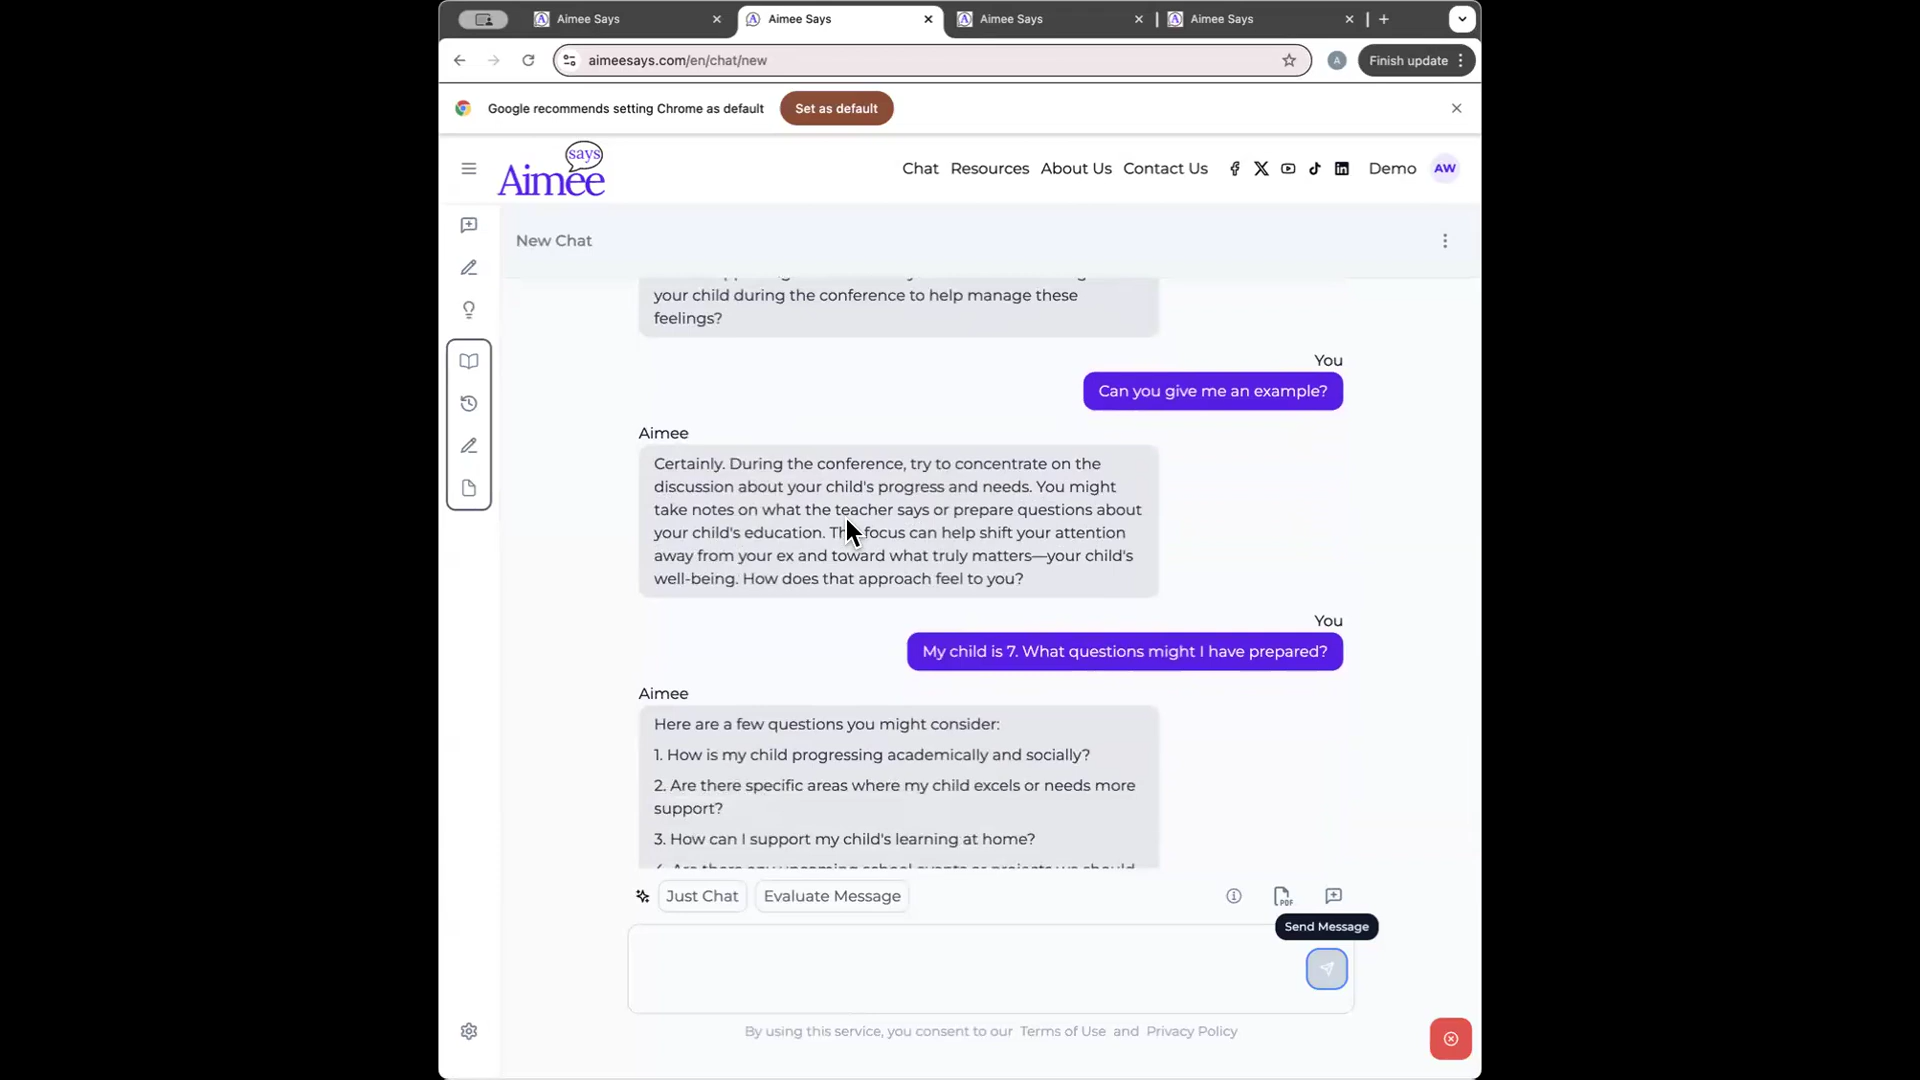 Aimee Says
Aimee Says
Aimee Says
Aimee Says
aimeesays.com/en/chat/new
A
Finish update
Google recommends setting Chrome as default
Set as default
says
Aimee
Chat
Resources
About Us
Contact Us
Demo
AW
New Chat
your child during the conference to help manage these
feelings?
You
Can you give me an example?
Aimee
Certainly. During the conference, try to concentrate on the
discussion about your child's progress and needs. You might
take notes on what the teacher says or prepare questions about
your child's education. focus can help shift your attention
away from your ex and toward what truly matters—your child's
well-being. How does that approach feel to you?
You
My child is 7. What questions might I have prepared?
Aimee
Here are a few questions you might consider:
1. How is my child progressing academically and socially?
2. Are there specific areas where my child excels or needs more
support?
3. How can I support my child's learning at home?
Just Chat
Evaluate Message
PDF
Send Message
By using this service, you consent to our Terms of Use and Privacy Policy